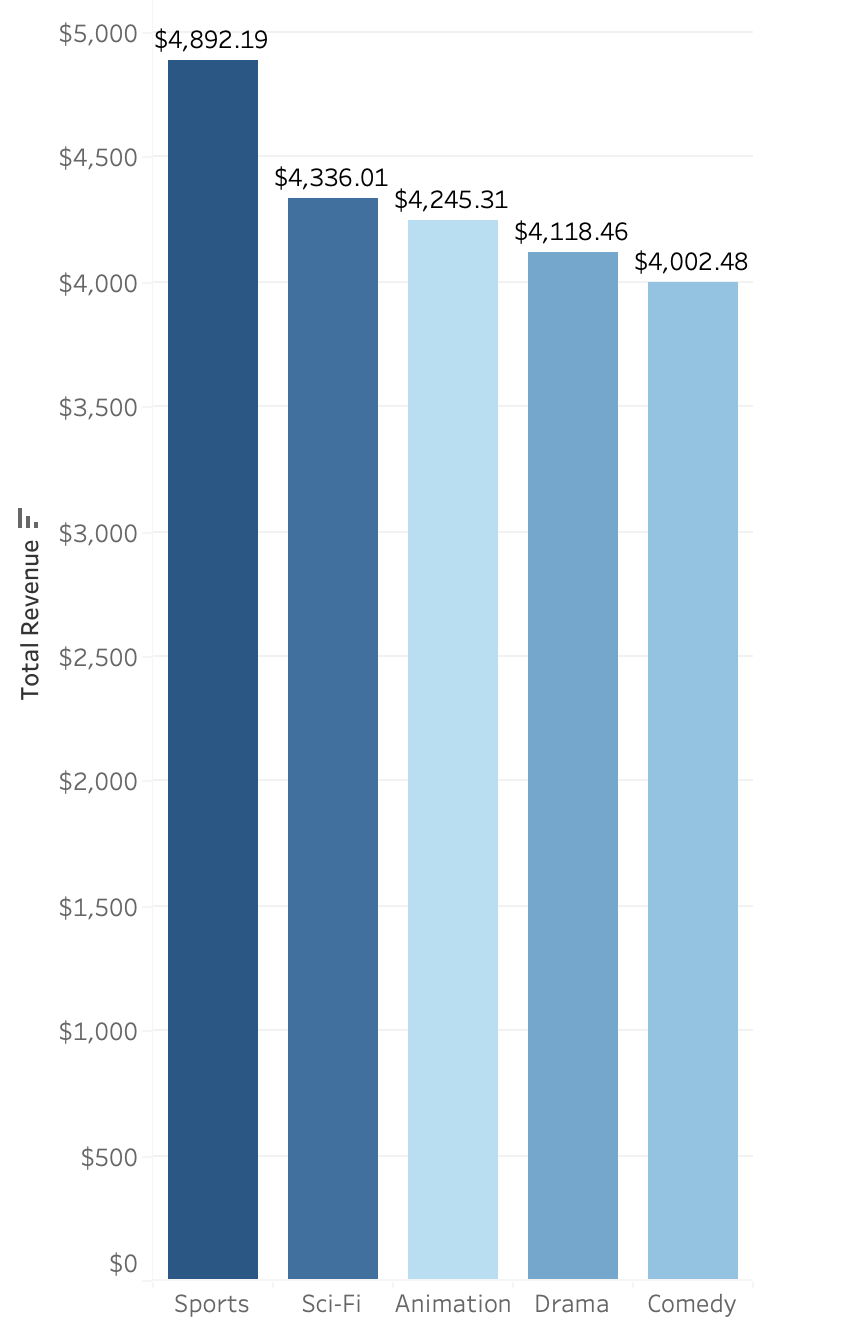 $5,000
$4,500
$4,000
$3,500
$3,000
$2,500
$2,000
$1,500
$1,000
$500
$0
Total Revenue
$4,892.19
$4,336.01
$4,245.31
$4,118.46
$4,002.48
Sports
Sci-Fi
Animation
Drama
Comedy